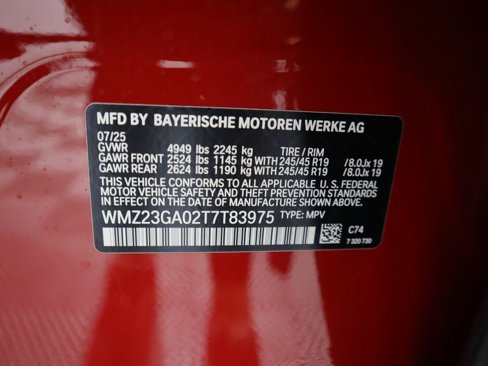 MFD BY BAYERISCHE MOTOREN WERKE AG
07/25
GVWR 4949 lbs 2245 kg TIRE / RIM
GAWR FRONT 2524 lbs 1145 kg WITH 245/45 R19 /8.0Jx 19
GAWR REAR 2624 lbs 1190 kg WITH 245/45 R19 /8.0Jx 19
THIS VEHICLE CONFORMS TO ALL APPLICABLE U. S. FEDERAL
MOTOR VEHICLE SAFETY AND THEFT PREVENTION STANDARDS
IN EFFECT ON THE DATE OF MANUFACTURE SHOWN ABOVE.
WMZ23GA02T7T83975 TYPE: MPV
C74
7 320 730